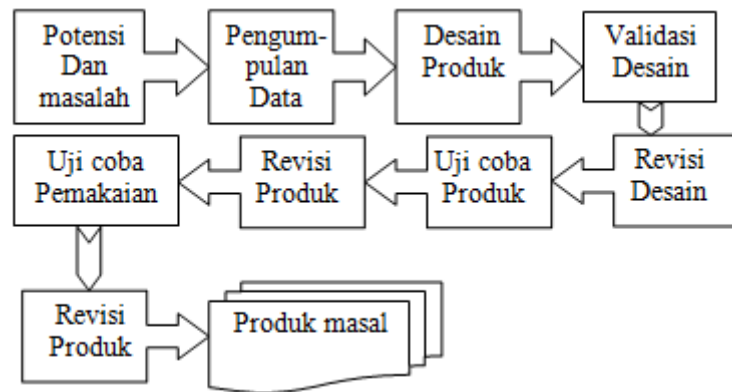 Potensi
Dan
masalah
Pengum-
pulan
Data
Desain
Produk
Validasi
Desain
Revisi
Desain
Uji coba
Produk
Revisi
Produk
Uji coba
Pemakaian
Revisi
Produk
Produk masal